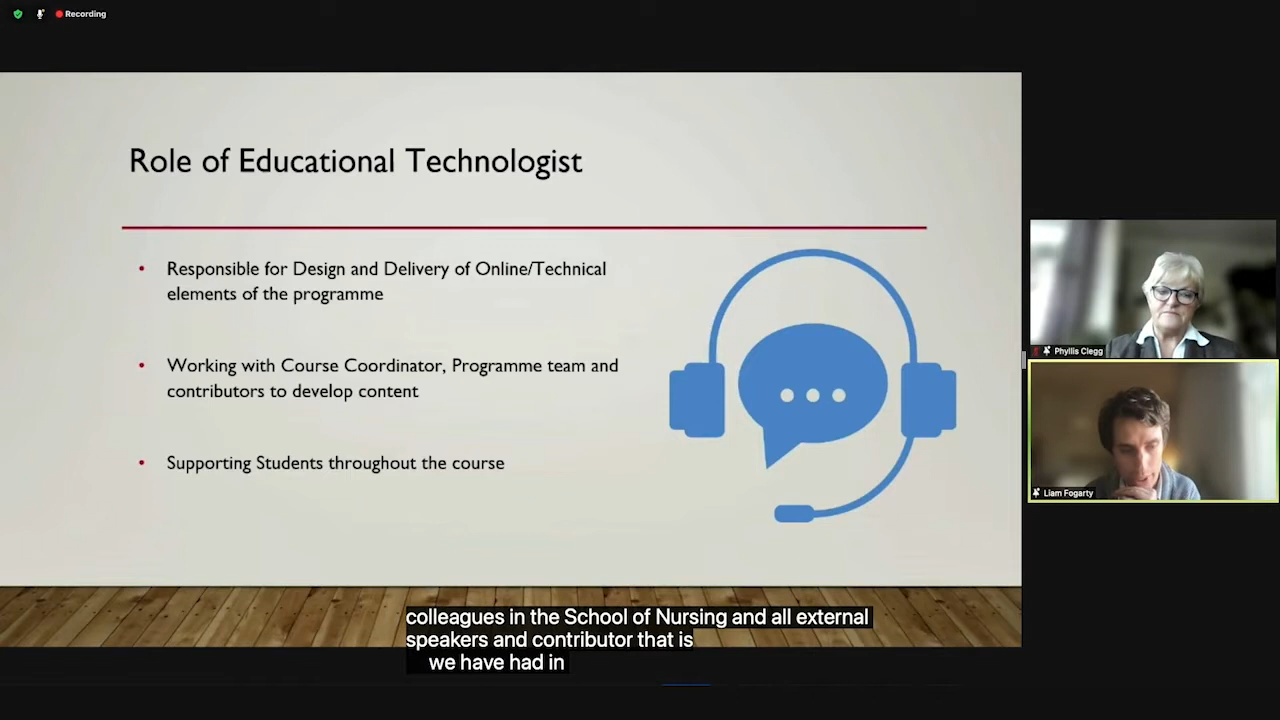 Recording
Role of Educational Technologist
• Responsible for Design and Delivery of Online/Technical
elements of the programme
• Working with Course Coordinator, Programme team and
contributors to develop content
• Supporting Students throughout the course
Phyllis Clegg
Liam Fogarty
colleagues in the School of Nursing and all external
speakers and contributor that is
we have had in